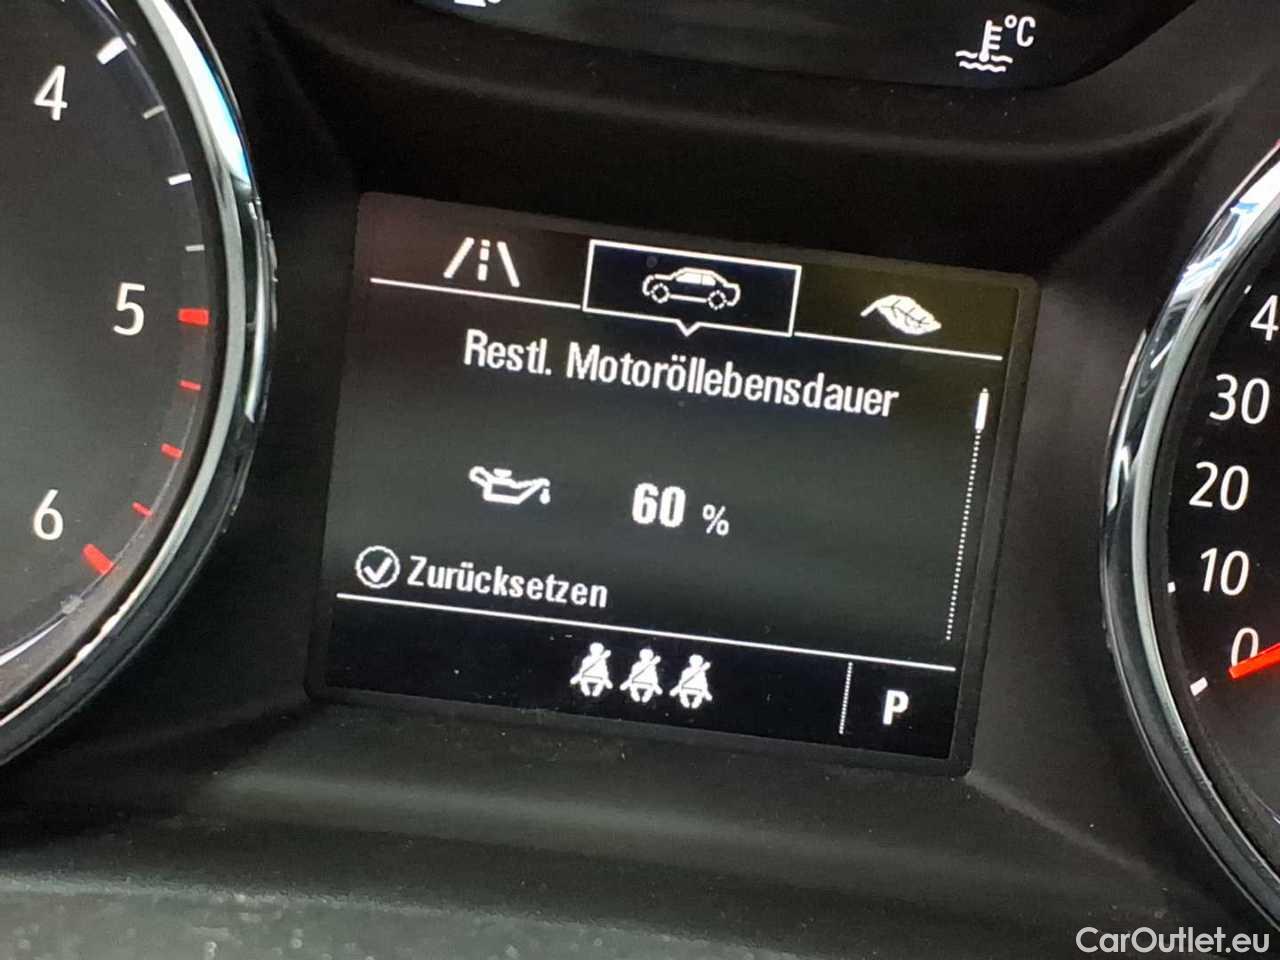 °C
4
5
6
Restl. Motoröllebensdauer
60 %
Zurücksetzen
P
30
20
10
0
CarOutlet.eu